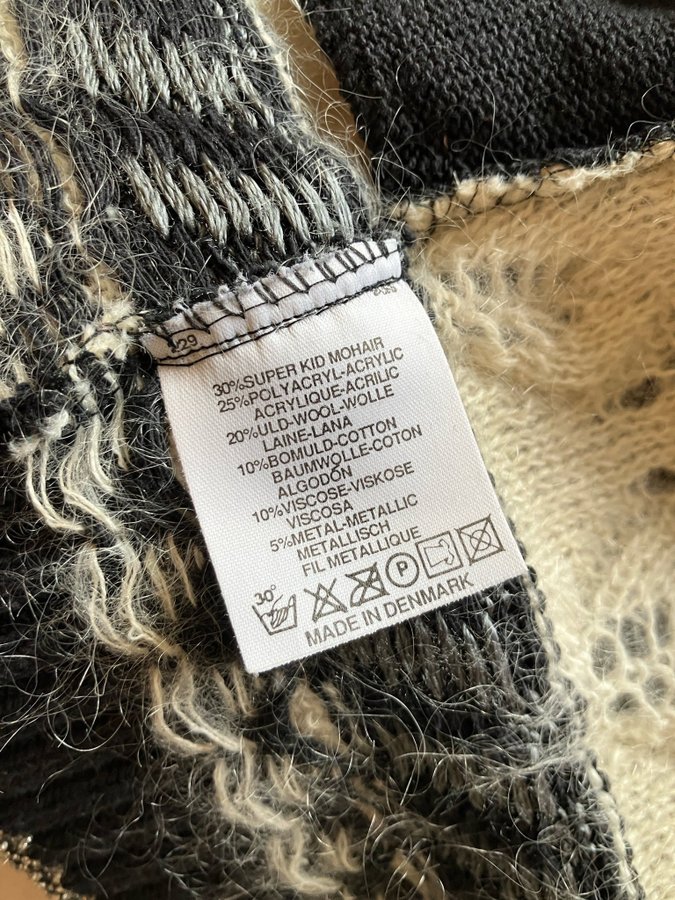 29
30%SUPER KID MOHAIR
25%POLYACRYL-ACRYLIC
ACRYLIQUE-ACRILIC
20%ULD-WOOL-WOLLE
LAINE-LANA
10%BOMULD-COTTON
BAUMWOLLE-COTON
ALGODÓN
10%VISCOSE-VISKOSE
VISCOSA
5%METAL-METALLIC
METALLISCH
FIL METALLIQUE
30°
P
MADE IN DENMARK